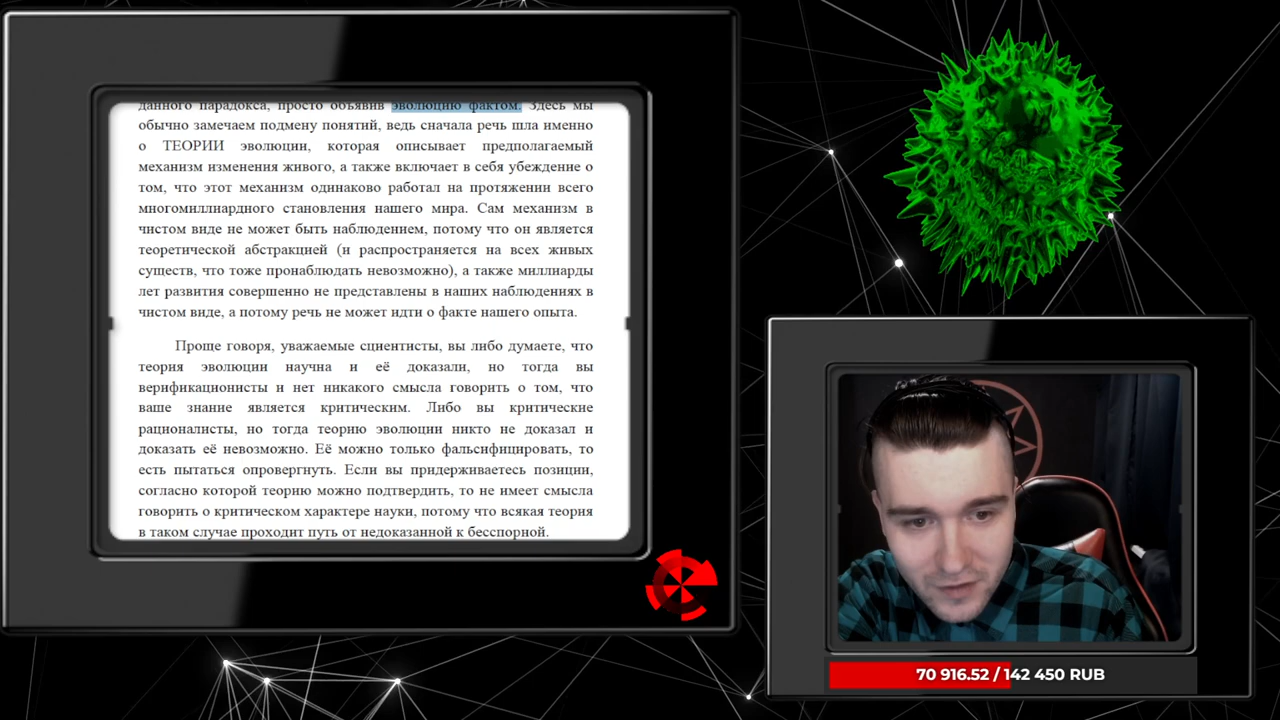 данного парадокса, просто объявив эволюцию фактом. Здесь мы
обычно замечаем подмену понятий, ведь сначала речь шла именно
о ТЕОРИИ эволюции, которая описывает предполагаемый
механизм изменения живого, а также включает в себя убеждение о
том, что этот механизм одинаково работал на протяжении всего
многомиллиардного становления нашего мира. Сам механизм в
чистом виде не может быть наблюдением, потому что он является
теоретической абстракцией (и распространяется на всех живых
существ, что тоже пронаблюдать невозможно), а также миллиарды
лет развития совершенно не представлены в наших наблюдениях в
чистом виде, а потому речь не может идти о факте нашего опыта.
Проще говоря, уважаемые сциентисты, вы либо думаете, что
теория эволюции научна и её доказали, но тогда вы
верификационисты и нет никакого смысла говорить о том, что
ваше знание является критическим. Либо вы критические
рационалисты, но тогда теорию эволюции никто не доказал и
доказать её невозможно. Её можно только фальсифицировать, то
есть пытаться опровергнуть. Если вы придерживаетесь позиции,
согласно которой теорию можно подтвердить, то не имеет смысла
говорить о критическом характере науки, потому что всякая теория
в таком случае проходит путь от недоказанной к бесспорной.
70 916.52 / 142 450 RUB